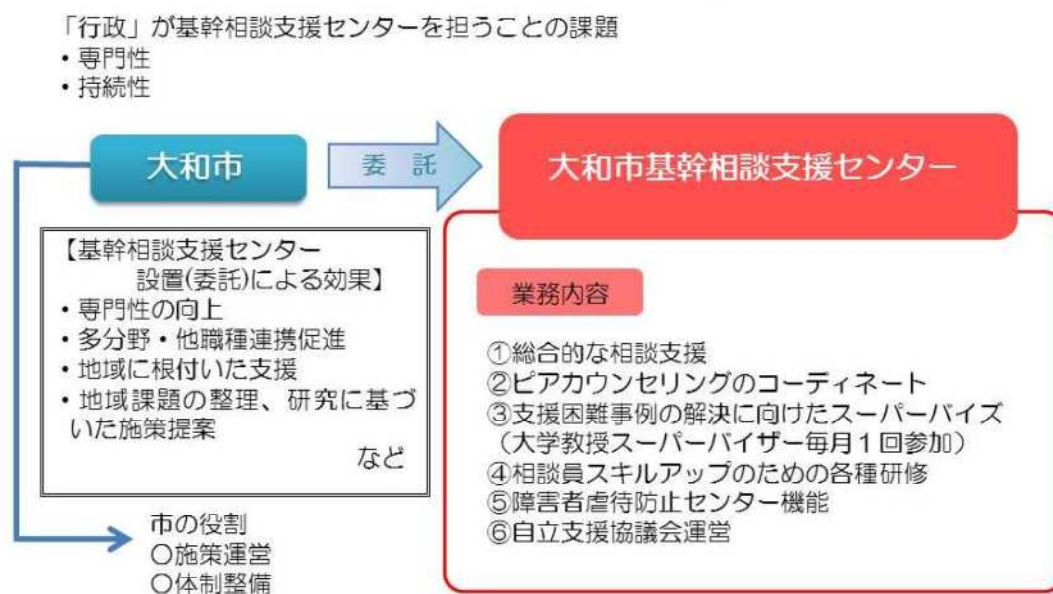 「行政」が基幹相談支援センターを担うことの課題
・専門性
・持続性
大和市
委 託
大和市基幹相談支援センター
【基幹相談支援センター
設置(委託)による効果】
・専門性の向上
・多分野・他職種連携促進
・地域に根付いた支援
・地域課題の整理、研究に基づ
いた施策提案
など
市の役割
〇施策運営
〇体制整備
業務内容
①総合的な相談支援
②ピアカウンセリングのコーディネート
③支援困難事例の解決に向けたスーパーバイズ
（大学教授スーパーバイザー毎月１回参加）
④相談員スキルアップのための各種研修
⑤障害者虐待防止センター機能
⑥自立支援協議会運営